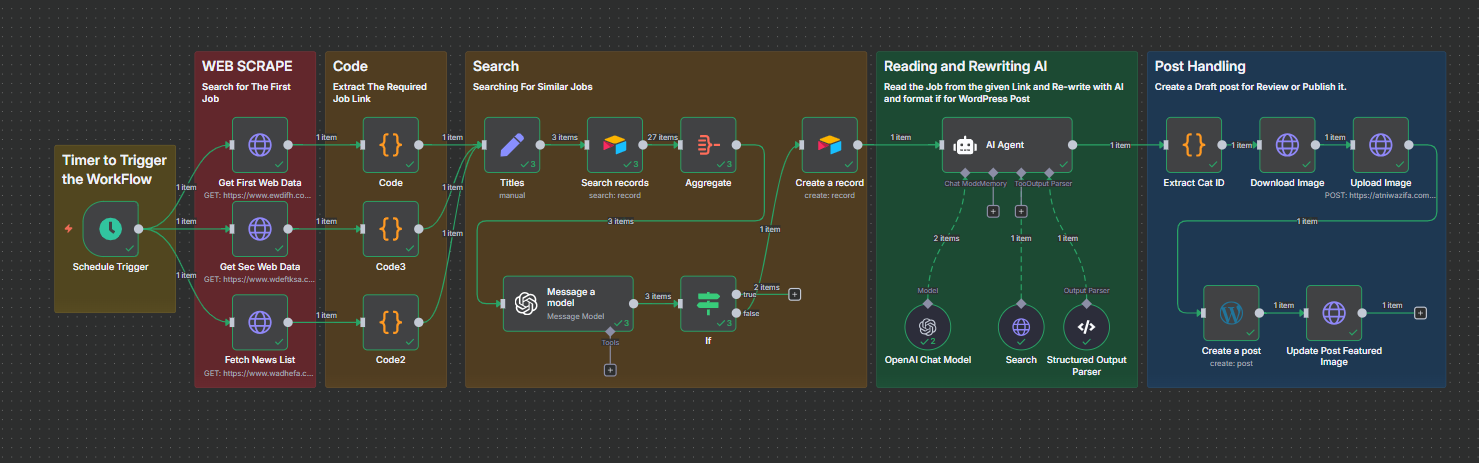 WEB SCRAPE
Search for The First
Job
Code
Extract The Required
Job Link
Search
Searching For Similar Jobs
Reading and Rewriting AI
Read the Job from the given Link and Re-write with AI
and format if for WordPress Post
Post Handling
Create a Draft post for Review or Publish it.
Timer to Trigger
the WorkFlow
Schedule Trigger
1 item
1 item
1 item
Get First Web Data
GET: https://www.ewdifh.co...
Get Sec Web Data
GET: https://www.wdeftksa.c...
Fetch News List
GET: https://www.wadhefa.c...
1 item
1 item
1 item
Code
Code3
Code2
1 item
1 item
1 item
Titles
manual
3 items
Search records
search: record
27 items
Aggregate
3 items
Message a
model
Message Model
3
Tools
3 items
If
3
true
false
2 items
1 item
Create a record
create: record
1 item
AI Agent
Chat Model
Memory
Tool
Output Parser
2 items
1 item
1 item
Model
Output Parser
OpenAI Chat Model
2
Search
Structured Output
Parser
1 item
Extract Cat ID
1 item
Download Image
1 item
Upload Image
POST: https://atniwazifa.com...
1 item
Create a post
create: post
1 item
Update Post Featured
Image
1 item